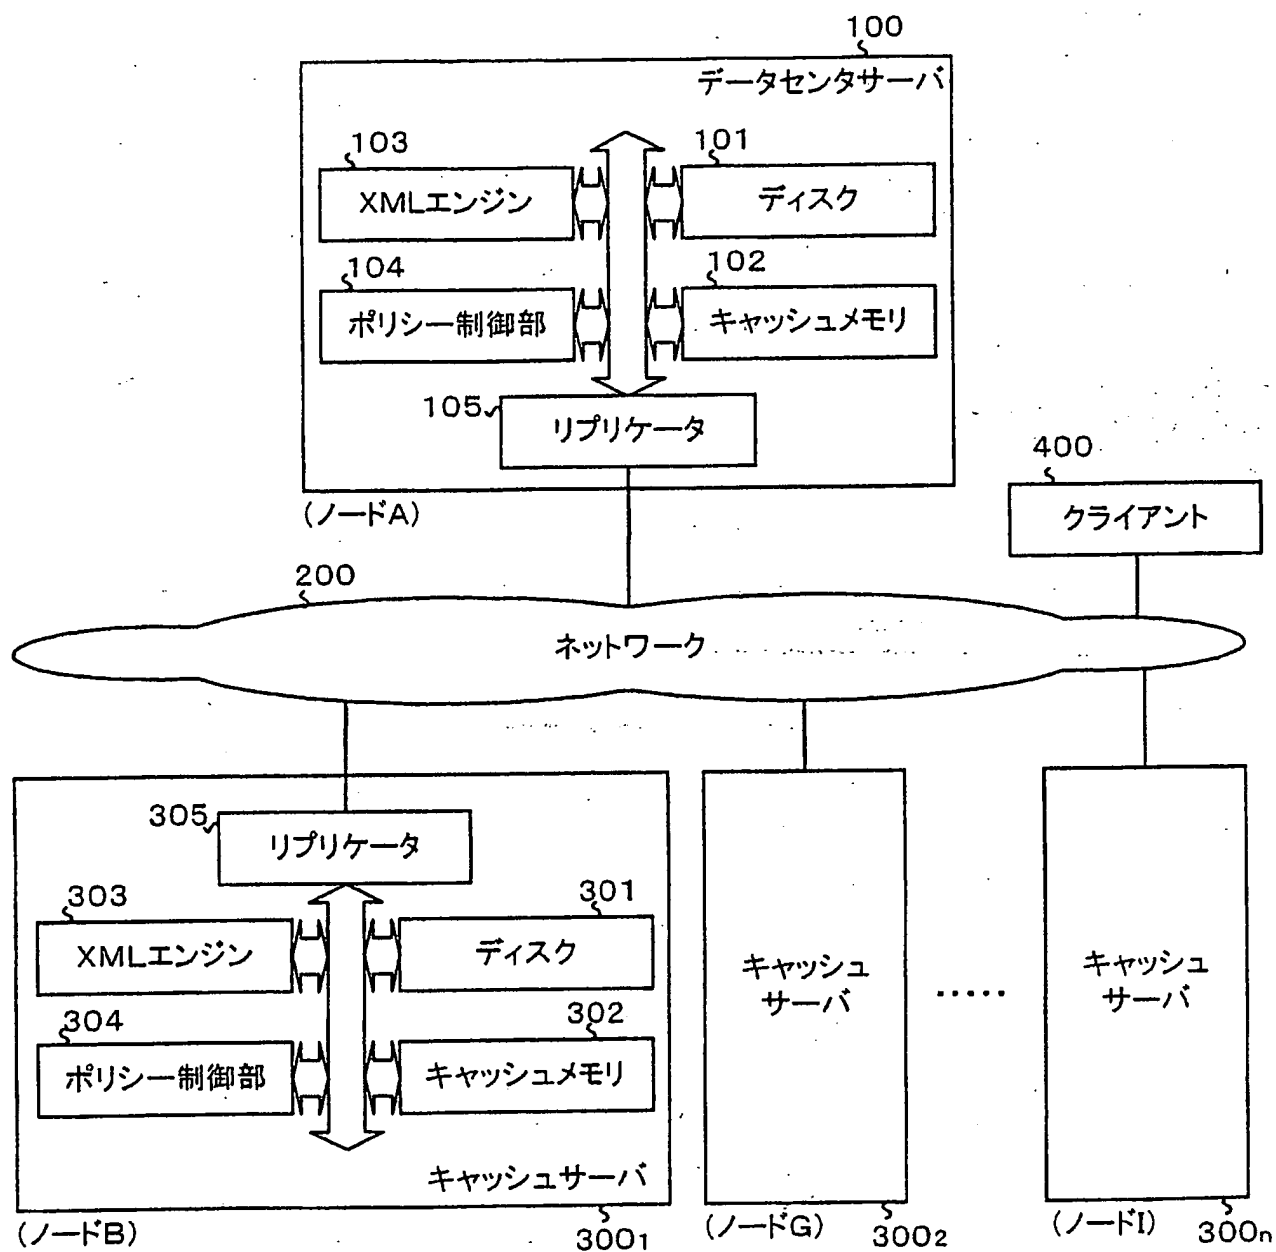 100
データセンタサーバ
103
XMLエンジン
101
ディスク
104
ポリシー制御部
102
キャッシュメモリ
105
リプリケータ
(ノードA)
400
クライアント
200
ネットワーク
305
リプリケータ
303
XMLエンジン
301
ディスク
304
ポリシー制御部
302
キャッシュメモリ
キャッシュサーバ
(ノードB)
300₁
キャッシュ
サーバ
(ノードG)
300₂
.....
キャッシュ
サーバ
(ノードI)
300n